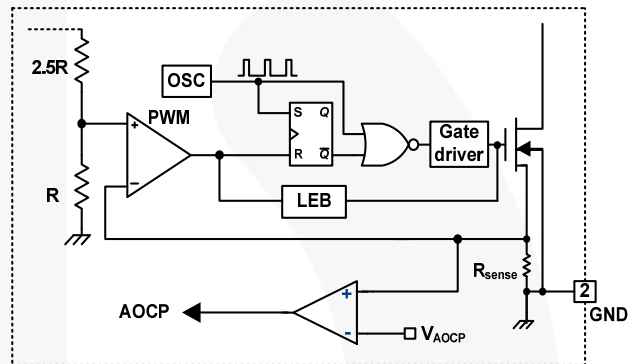 2.5R
OSC
PWM
+
-
S Q
R Q̅
Gate
driver
R
LEB
Rsense
2
GND
AOCP
+
-
VAOCP